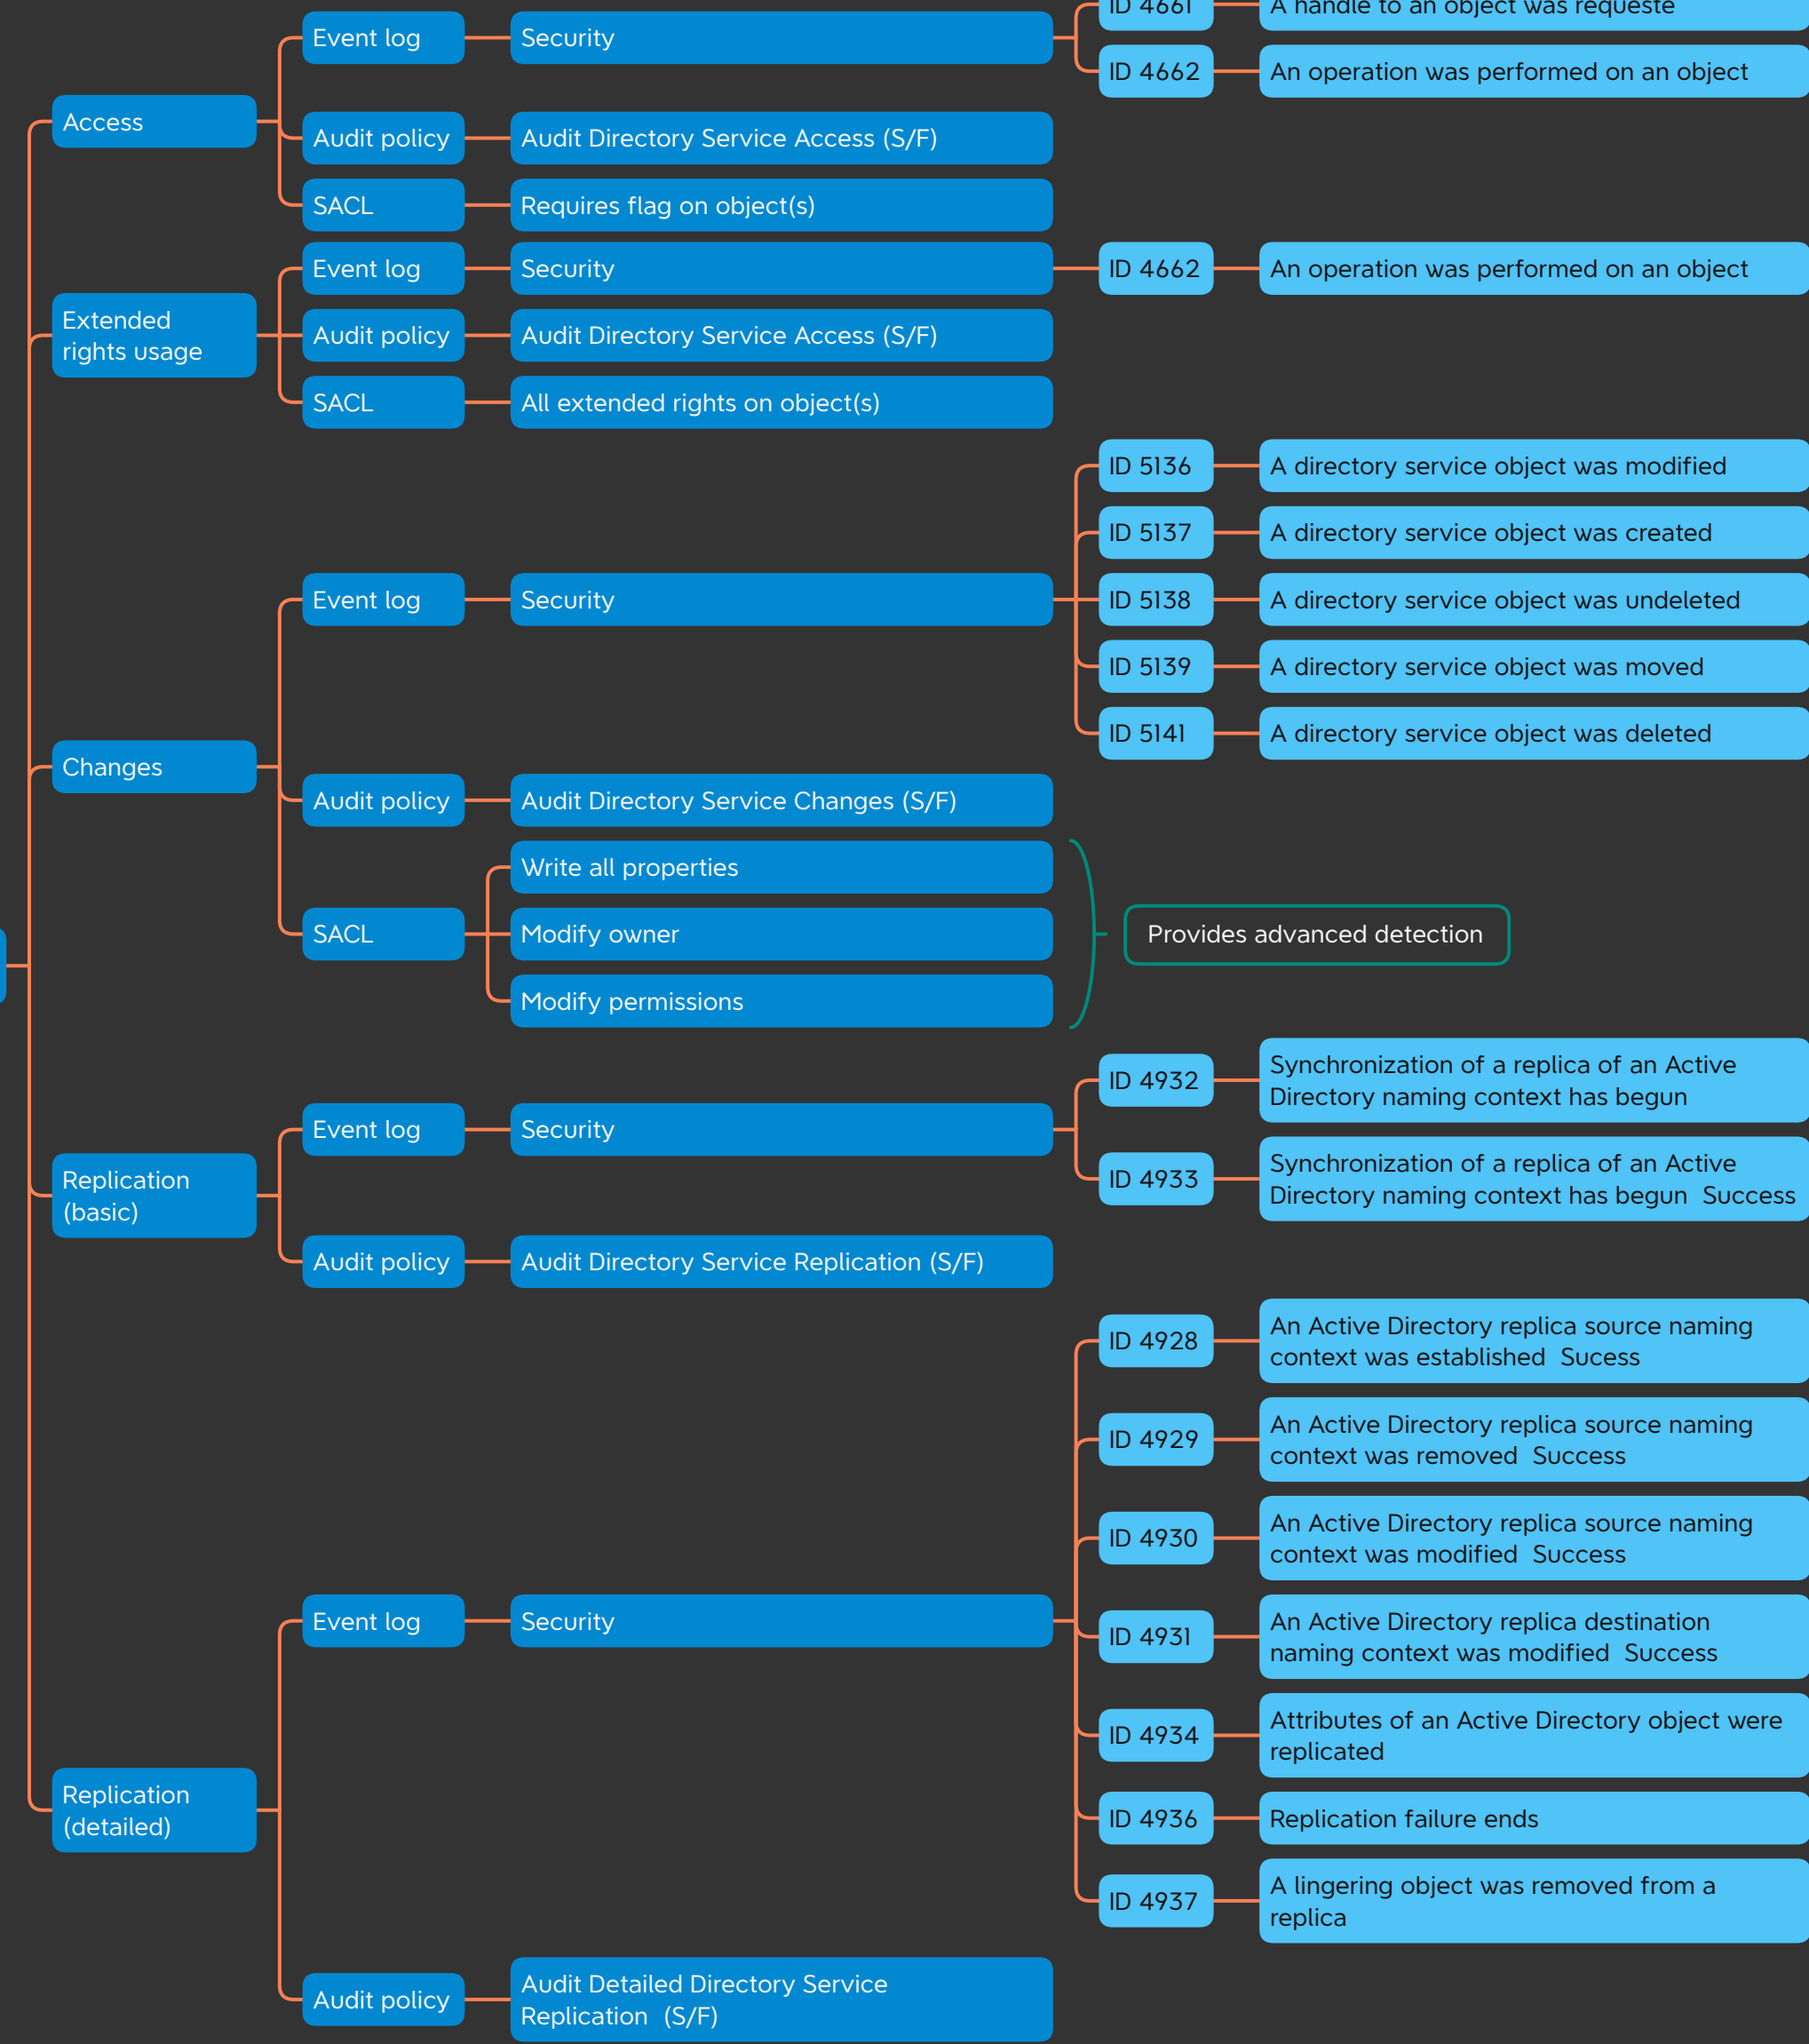 ID 4661
A handle to an object was requeste
Event log
Security
ID 4662
An operation was performed on an object
Access
Audit policy
Audit Directory Service Access (S/F)
SACL
Requires flag on object(s)
Event log
Security
ID 4662
An operation was performed on an object
Extended
rights usage
Audit policy
Audit Directory Service Access (S/F)
SACL
All extended rights on object(s)
ID 5136
A directory service object was modified
ID 5137
A directory service object was created
Event log
Security
ID 5138
A directory service object was undeleted
ID 5139
A directory service object was moved
ID 5141
A directory service object was deleted
Changes
Audit policy
Audit Directory Service Changes (S/F)
Write all properties
SACL
Modify owner
Provides advanced detection
Modify permissions
ID 4932
Synchronization of a replica of an Active
Directory naming context has begun
Event log
Security
ID 4933
Synchronization of a replica of an Active
Directory naming context has begun  Success
Replication
(basic)
Audit policy
Audit Directory Service Replication (S/F)
ID 4928
An Active Directory replica source naming
context was established  Sucess
ID 4929
An Active Directory replica source naming
context was removed  Success
ID 4930
An Active Directory replica source naming
context was modified  Success
Event log
Security
ID 4931
An Active Directory replica destination
naming context was modified  Success
ID 4934
Attributes of an Active Directory object were
replicated
Replication
(detailed)
ID 4936
Replication failure ends
ID 4937
A lingering object was removed from a
replica
Audit policy
Audit Detailed Directory Service
Replication  (S/F)